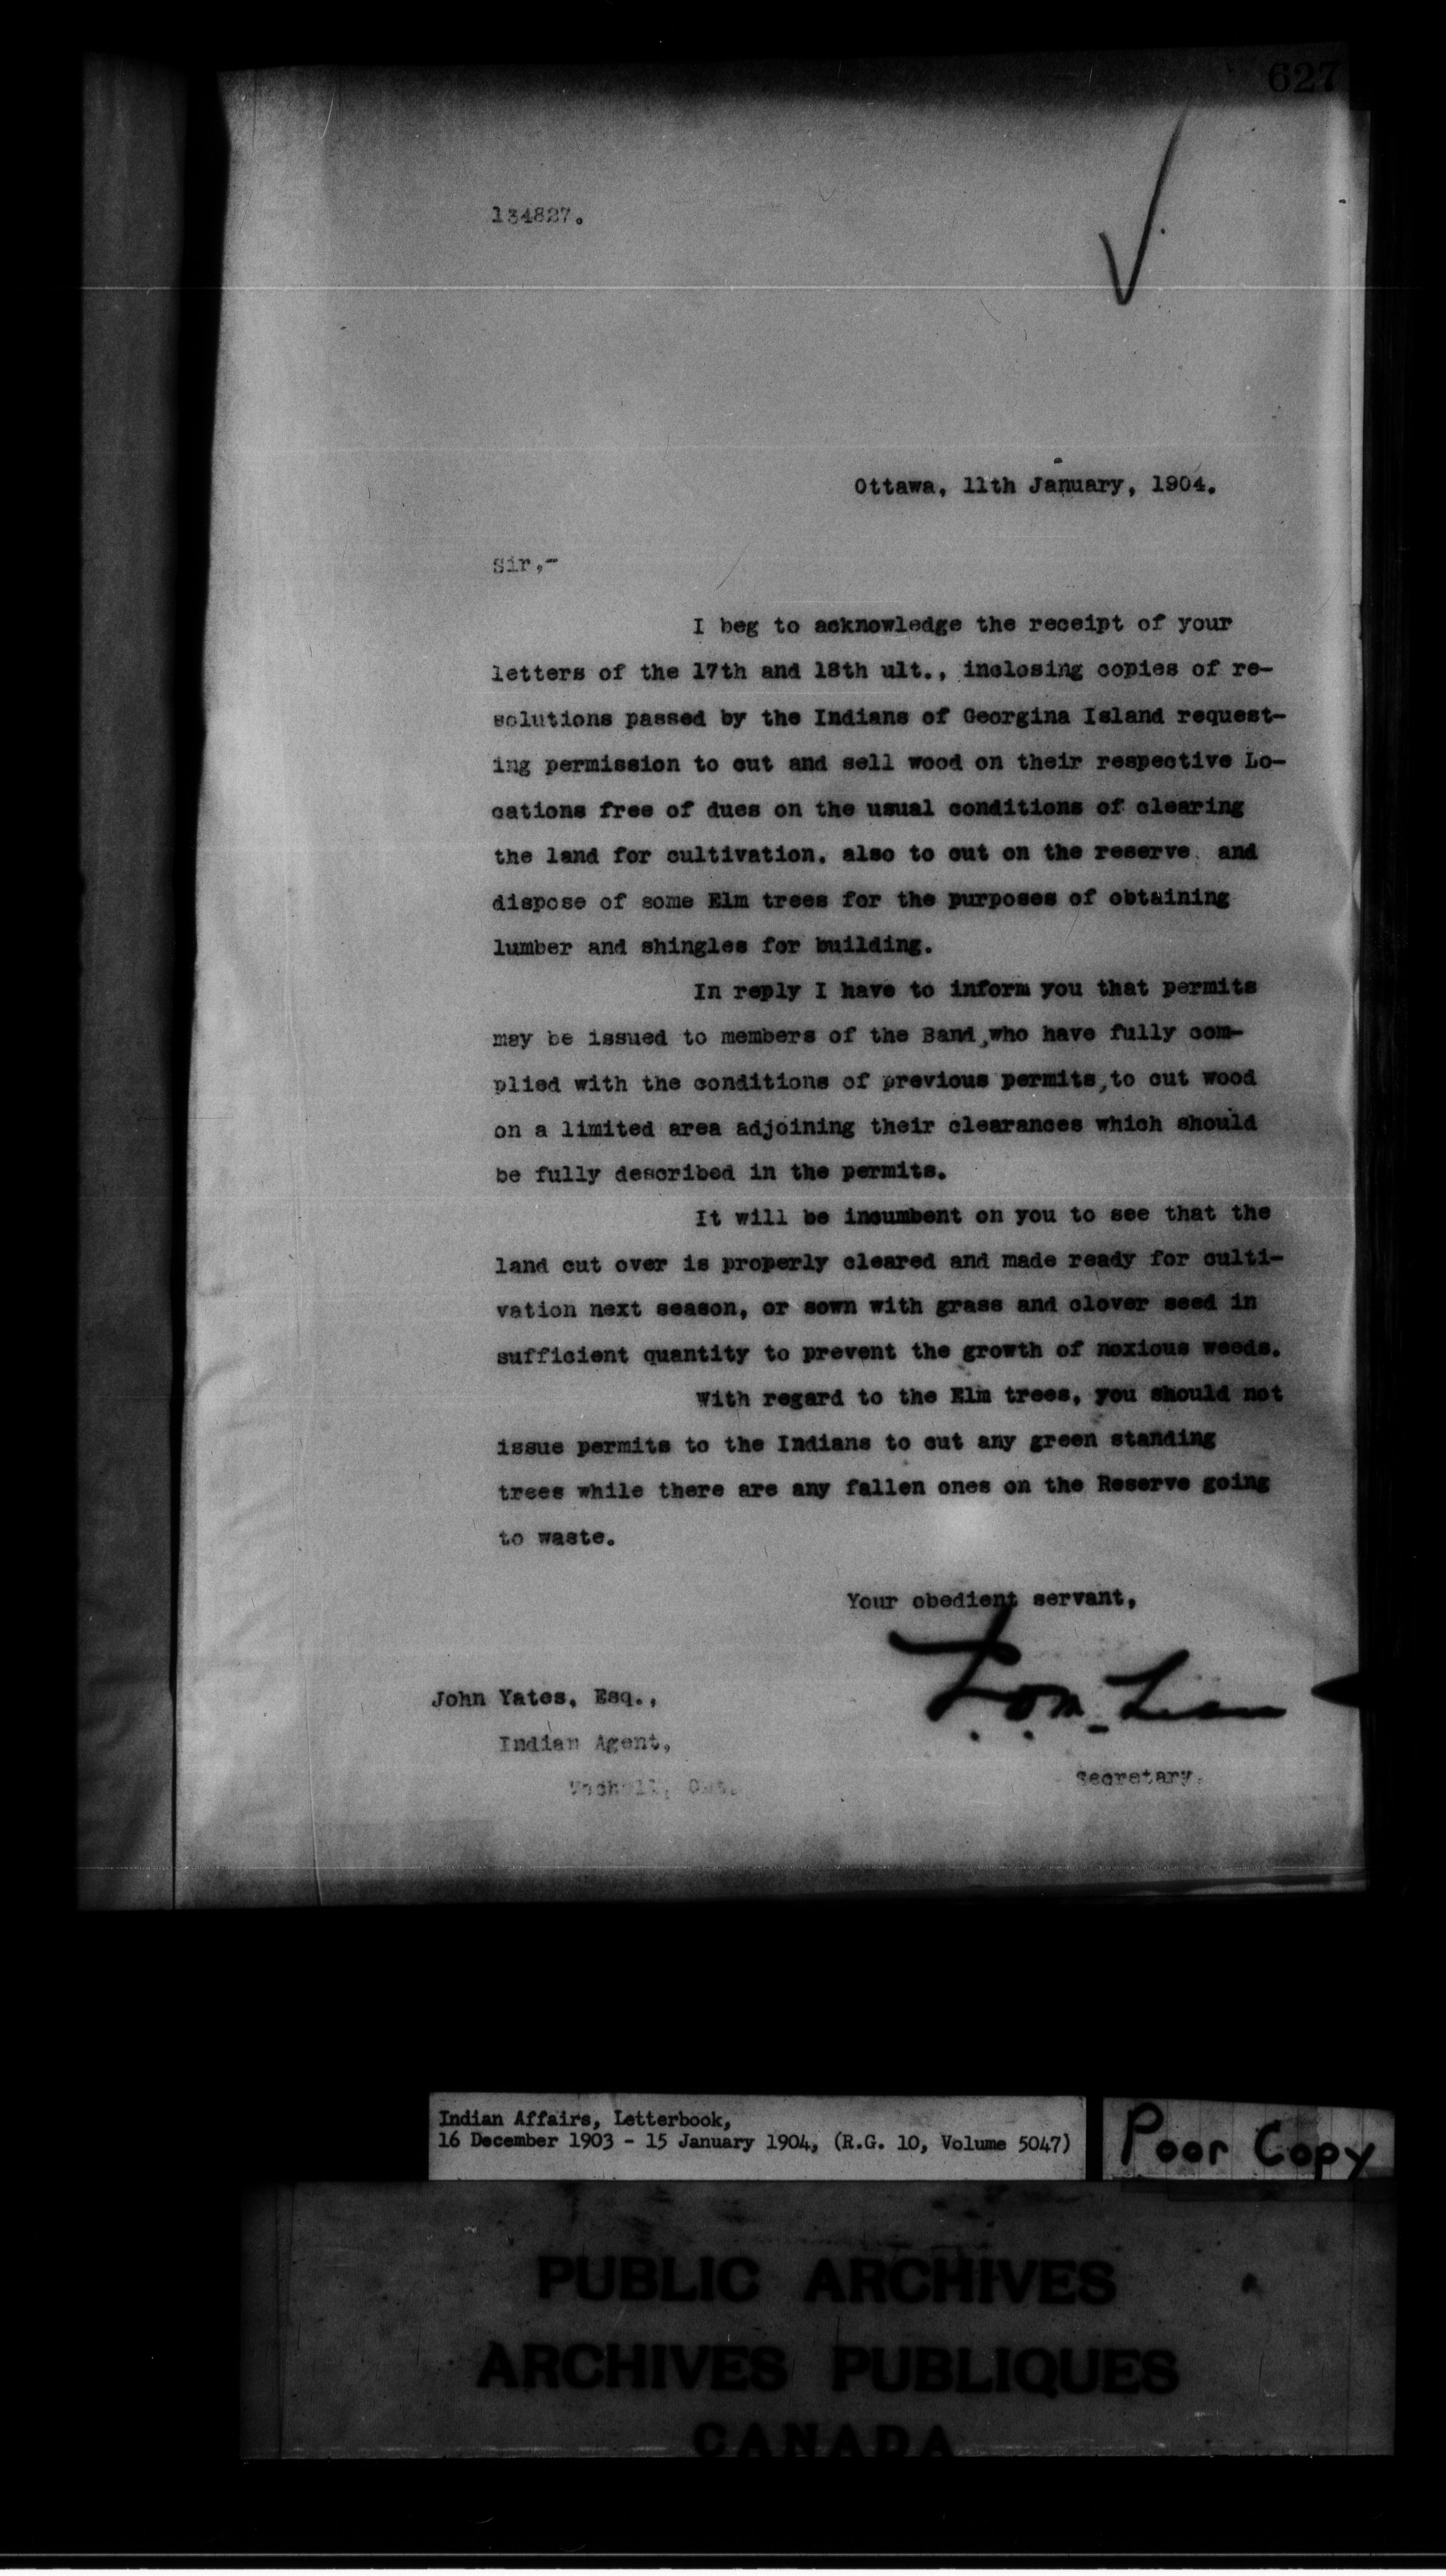 627
134827.
Ottawa, 11th January, 1904.
Sir,-
I beg to acknowledge the receipt of your
letters of the 17th and 18th ult., inclosing copies of re-
solutions passed by the Indians of Georgina Island request-
ing permission to cut and sell wood on their respective Lo-
cations free of dues on the usual conditions of clearing
the land for cultivation, also to cut on the reserve and
dispose of some Elm trees for the purposes of obtaining
lumber and shingles for building.
In reply I have to inform you that permits
may be issued to members of the Band, who have fully com-
plied with the conditions of previous permits, to cut wood
on a limited area adjoining their clearances which should
be fully described in the permits.
It will be incumbent on you to see that the
land cut over is properly cleared and made ready for culti-
vation next season, or sown with grass and clover seed in
sufficient quantity to prevent the growth of noxious weeds.
With regard to the Elm trees, you should not
issue permits to the Indians to cut any green standing
trees while there are any fallen ones on the Reserve going
to waste.
Your obedient servant,
John Yates, Esq.,
Indian Agent,
Secretary.
Indian Affairs, Letterbook,
16 December 1903 - 15 January 1904, (R.G. 10, Volume 5047)
Poor Copy
PUBLIC ARCHIVES
ARCHIVES PUBLIQUES
CANADA